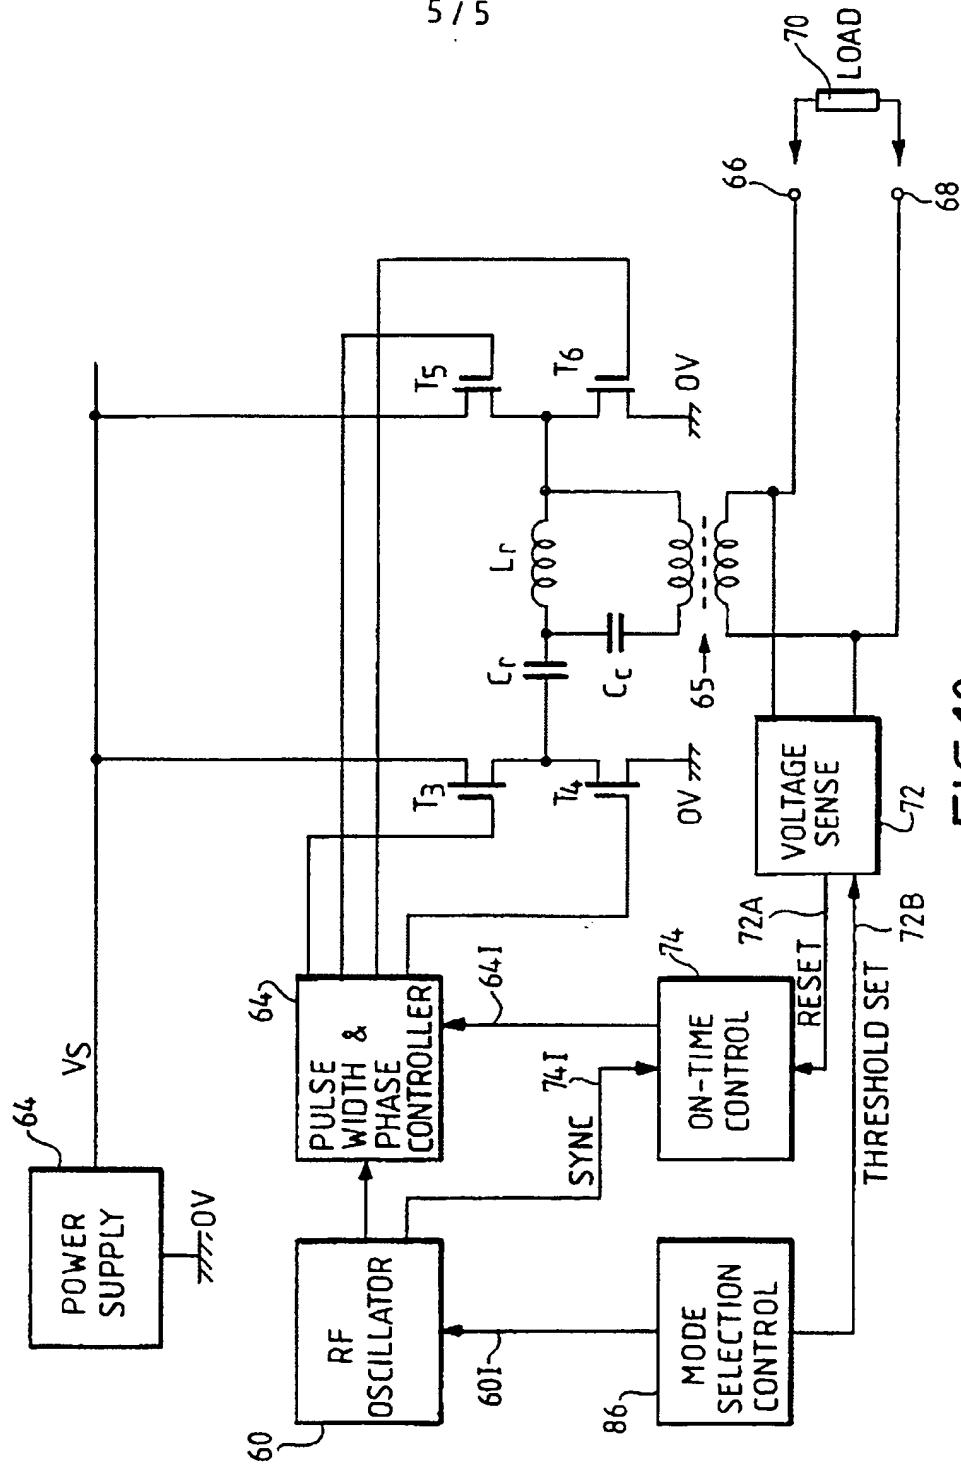 5/5
64
POWER
SUPPLY
0V
VS
60
RF
OSCILLATOR
60I
64
PULSE
WIDTH &
PHASE
CONTROLLER
64I
SYNC
74I
86
MODE
SELECTION
CONTROL
74
ON-TIME
CONTROL
RESET
72A
THRESHOLD SET
72B
VOLTAGE
SENSE
72
T3
T4
0V
Cr
Lr
Cc
65
T5
T6
0V
66
68
70
LOAD